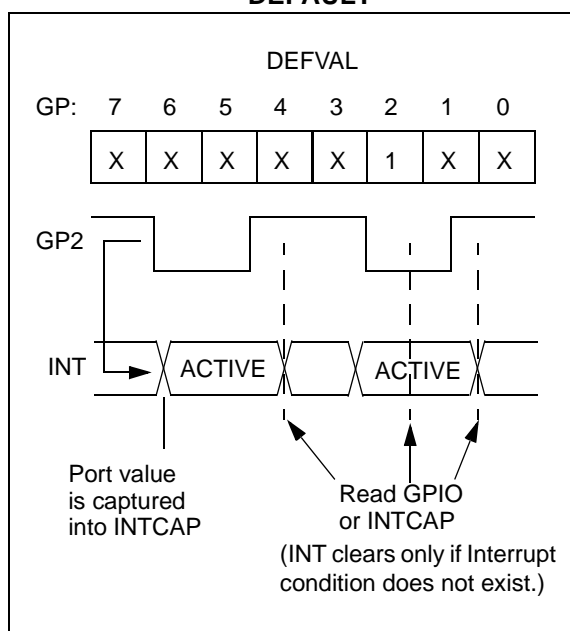 DEFAULT
DEFVAL
GP: 7 6 5 4 3 2 1 0
X X X X X 1 X X
GP2
INT ACTIVE ACTIVE
Port value
is captured
into INTCAP
Read GPIO
or INTCAP
(INT clears only if Interrupt
condition does not exist.)